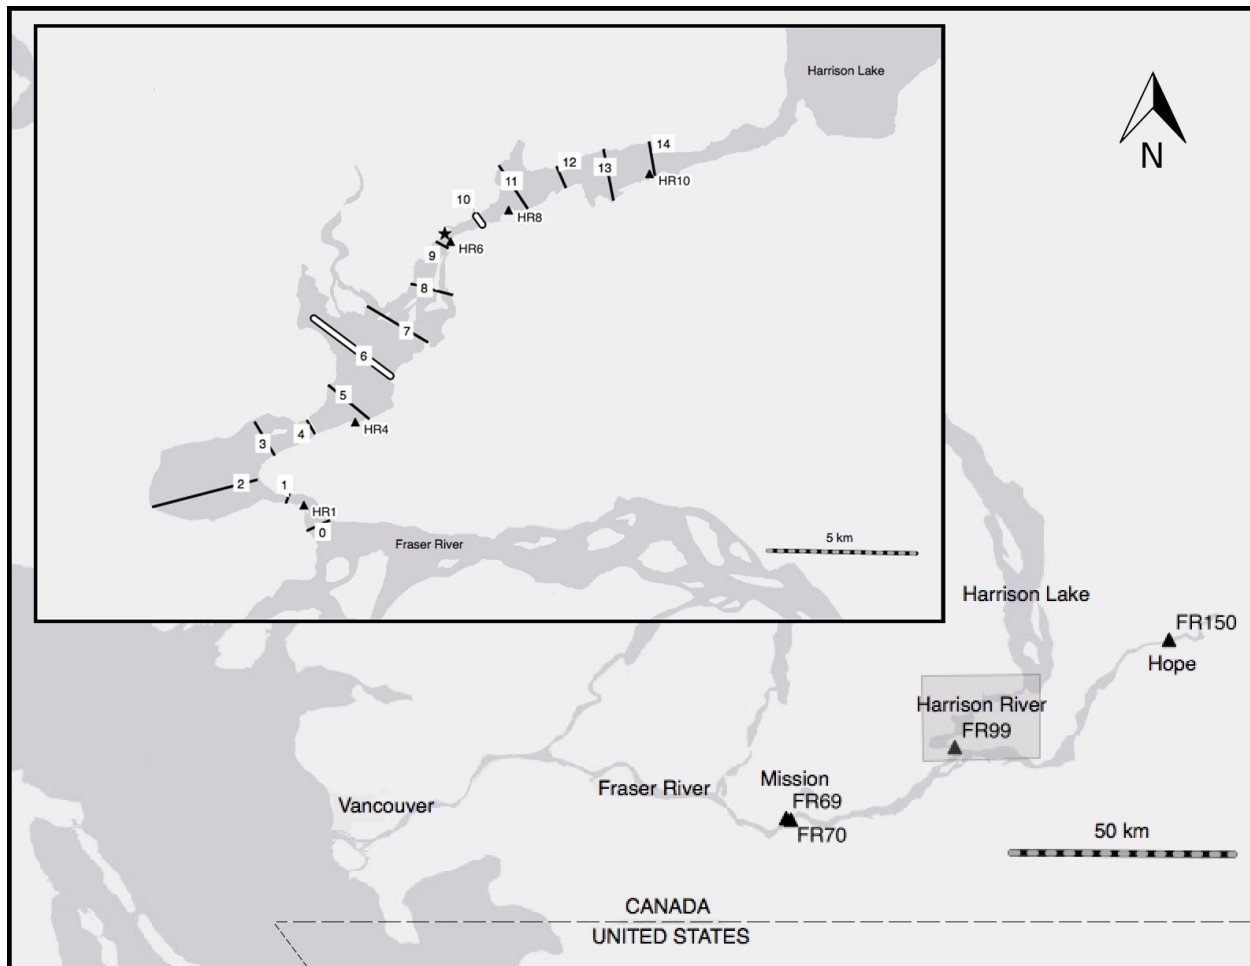 Harrison Lake
14
12
13
HR10
11
10
HR8
HR6
9
8
7
6
5
HR4
4
3
2
1
HR1
0
Fraser River
5 km
N
Harrison Lake
FR150
Hope
Harrison River
FR99
Mission
Fraser River
FR69
Vancouver
FR70
50 km
CANADA
UNITED STATES